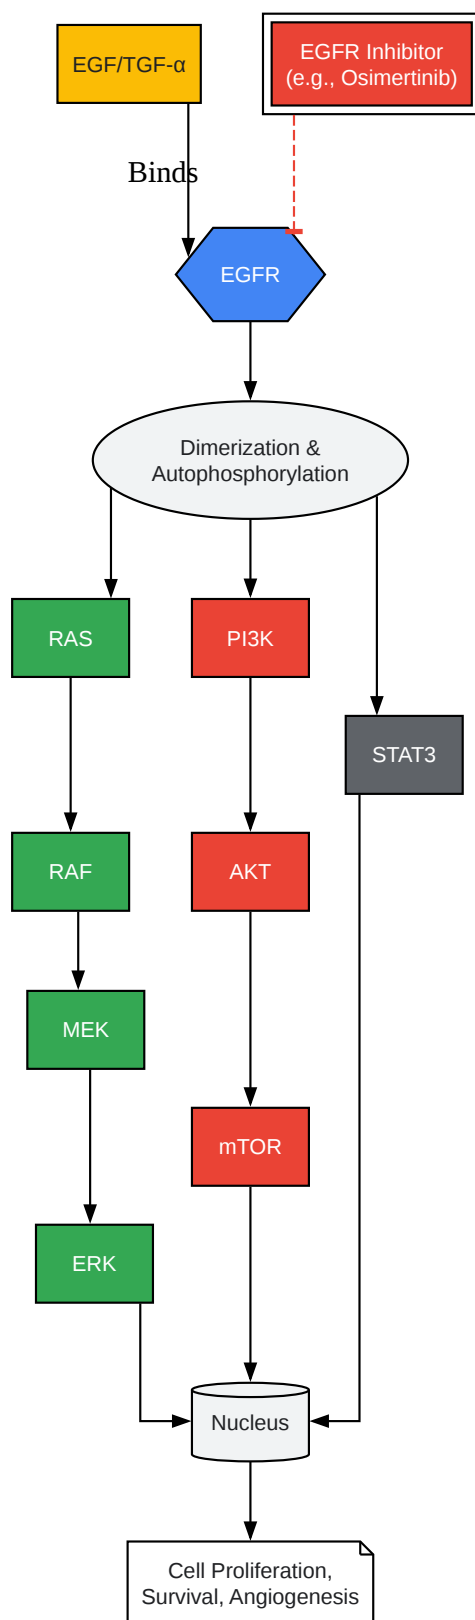 EGF/TGF-α
EGFR Inhibitor
(e.g., Osimertinib)
Binds
EGFR
Dimerization &
Autophosphorylation
RAS
PI3K
STAT3
RAF
AKT
MEK
mTOR
ERK
Nucleus
Cell Proliferation,
Survival, Angiogenesis